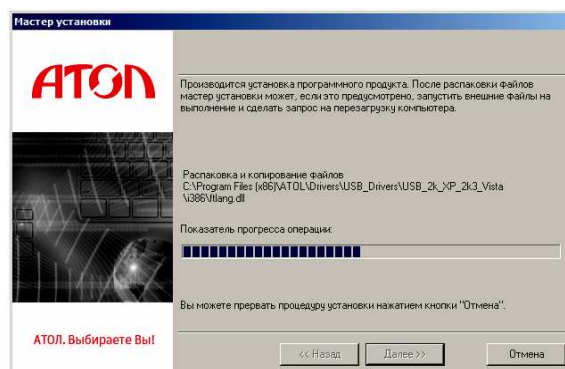 Мастер установки
АТОЛ
Производится установка программного продукта. После распаковки файлов
мастер установки может, если это предусмотрено, запустить внешние файлы на
выполнение и сделать запрос на перезагрузку компьютера.
Распаковка и копирование файлов
C:\Program Files (x86)\ATOL\Drivers\USB_Drivers\USB_2k_XP_2k3_Vista
\i386\ftlang.dll
Показатель прогресса операции:
Вы можете прервать процедуру установки нажатием кнопки "Отмена".
АТОЛ. Выбираете Вы!
<< Назад
Далее >>
Отмена